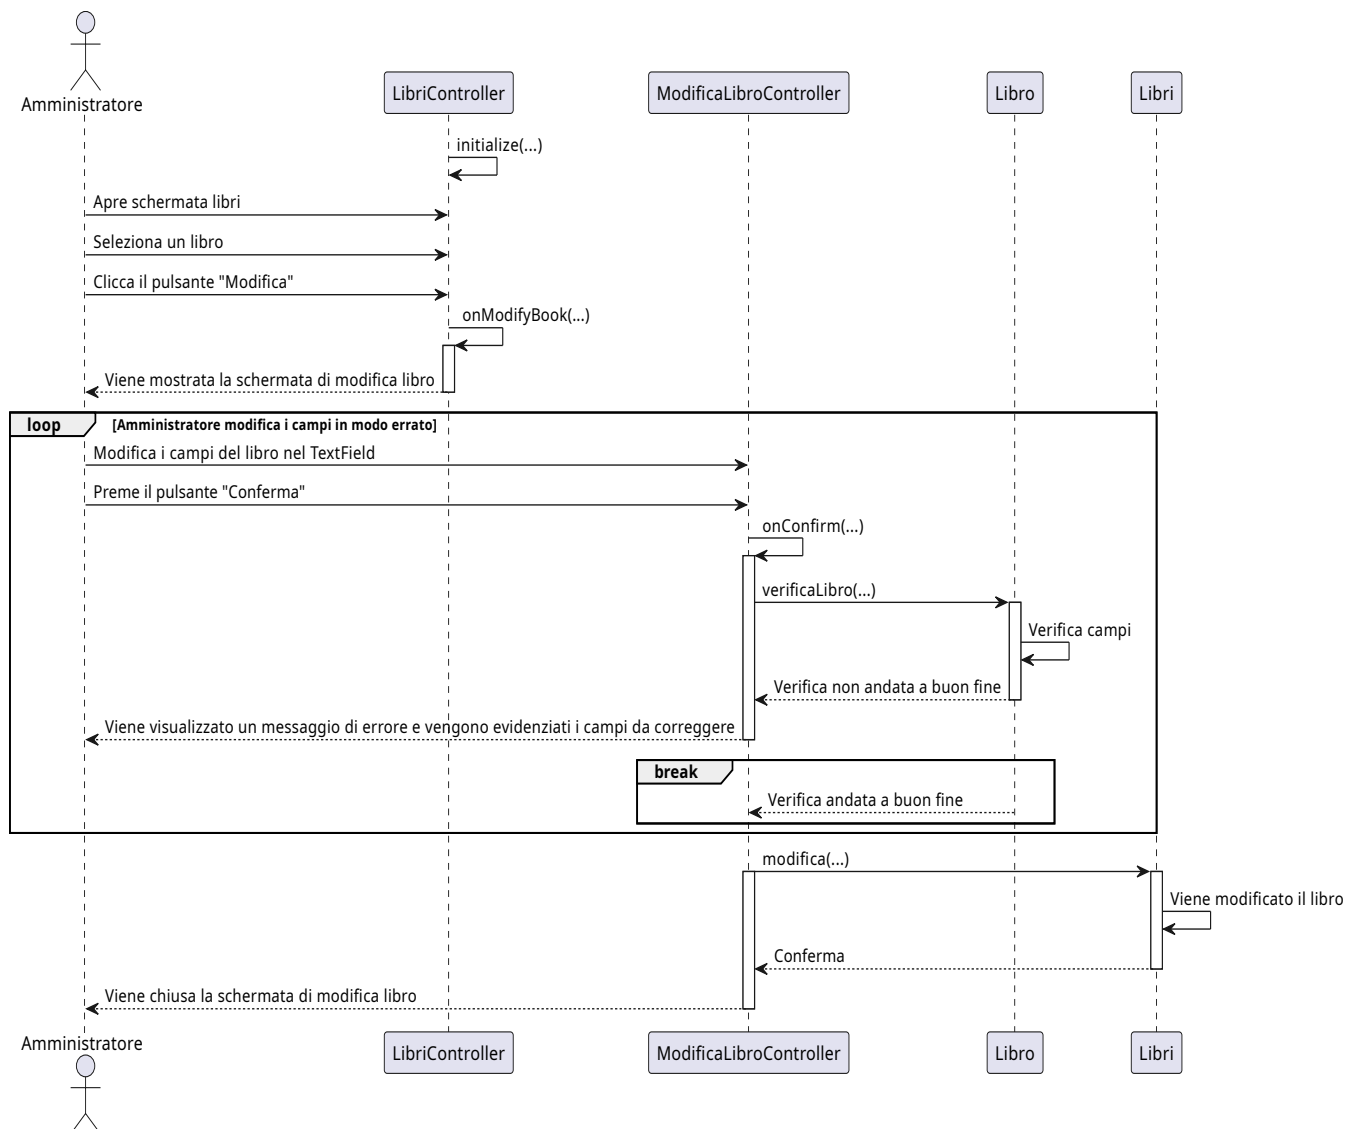 Amministratore
LibriController
ModificaLibroController
Libro
Libri
initialize(...)
Apre schermata libri
Seleziona un libro
Clicca il pulsante "Modifica"
onModifyBook(...)
Viene mostrata la schermata di modifica libro
loop
[Amministratore modifica i campi in modo errato]
Modifica i campi del libro nel TextField
Preme il pulsante "Conferma"
onConfirm(...)
verificaLibro(...)
Verifica campi
Verifica non andata a buon fine
Viene visualizzato un messaggio di errore e vengono evidenziati i campi da correggere
break
Verifica andata a buon fine
modifica(...)
Viene modificato il libro
Conferma
Viene chiusa la schermata di modifica libro
Amministratore
LibriController
ModificaLibroController
Libro
Libri